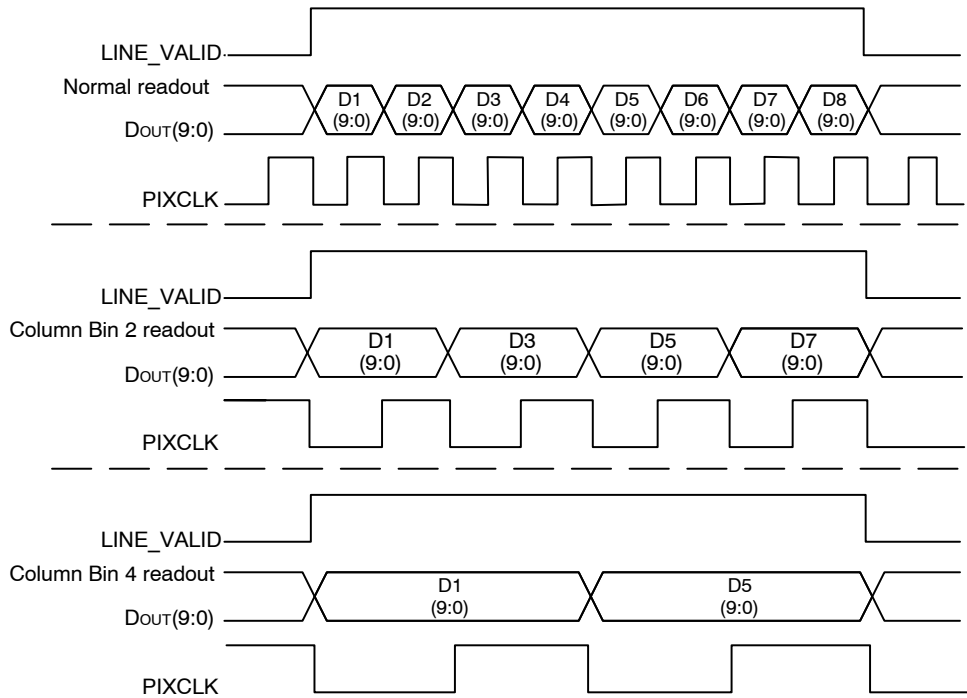 LINE_VALID
Normal readout
D1 D2 D3 D4 D5 D6 D7 D8
(9:0) (9:0) (9:0) (9:0) (9:0) (9:0) (9:0) (9:0)
DOUT(9:0)
PIXCLK
LINE_VALID
Column Bin 2 readout
D1 D3 D5 D7
(9:0) (9:0) (9:0) (9:0)
DOUT(9:0)
PIXCLK
LINE_VALID
Column Bin 4 readout
D1 D5
(9:0) (9:0)
DOUT(9:0)
PIXCLK